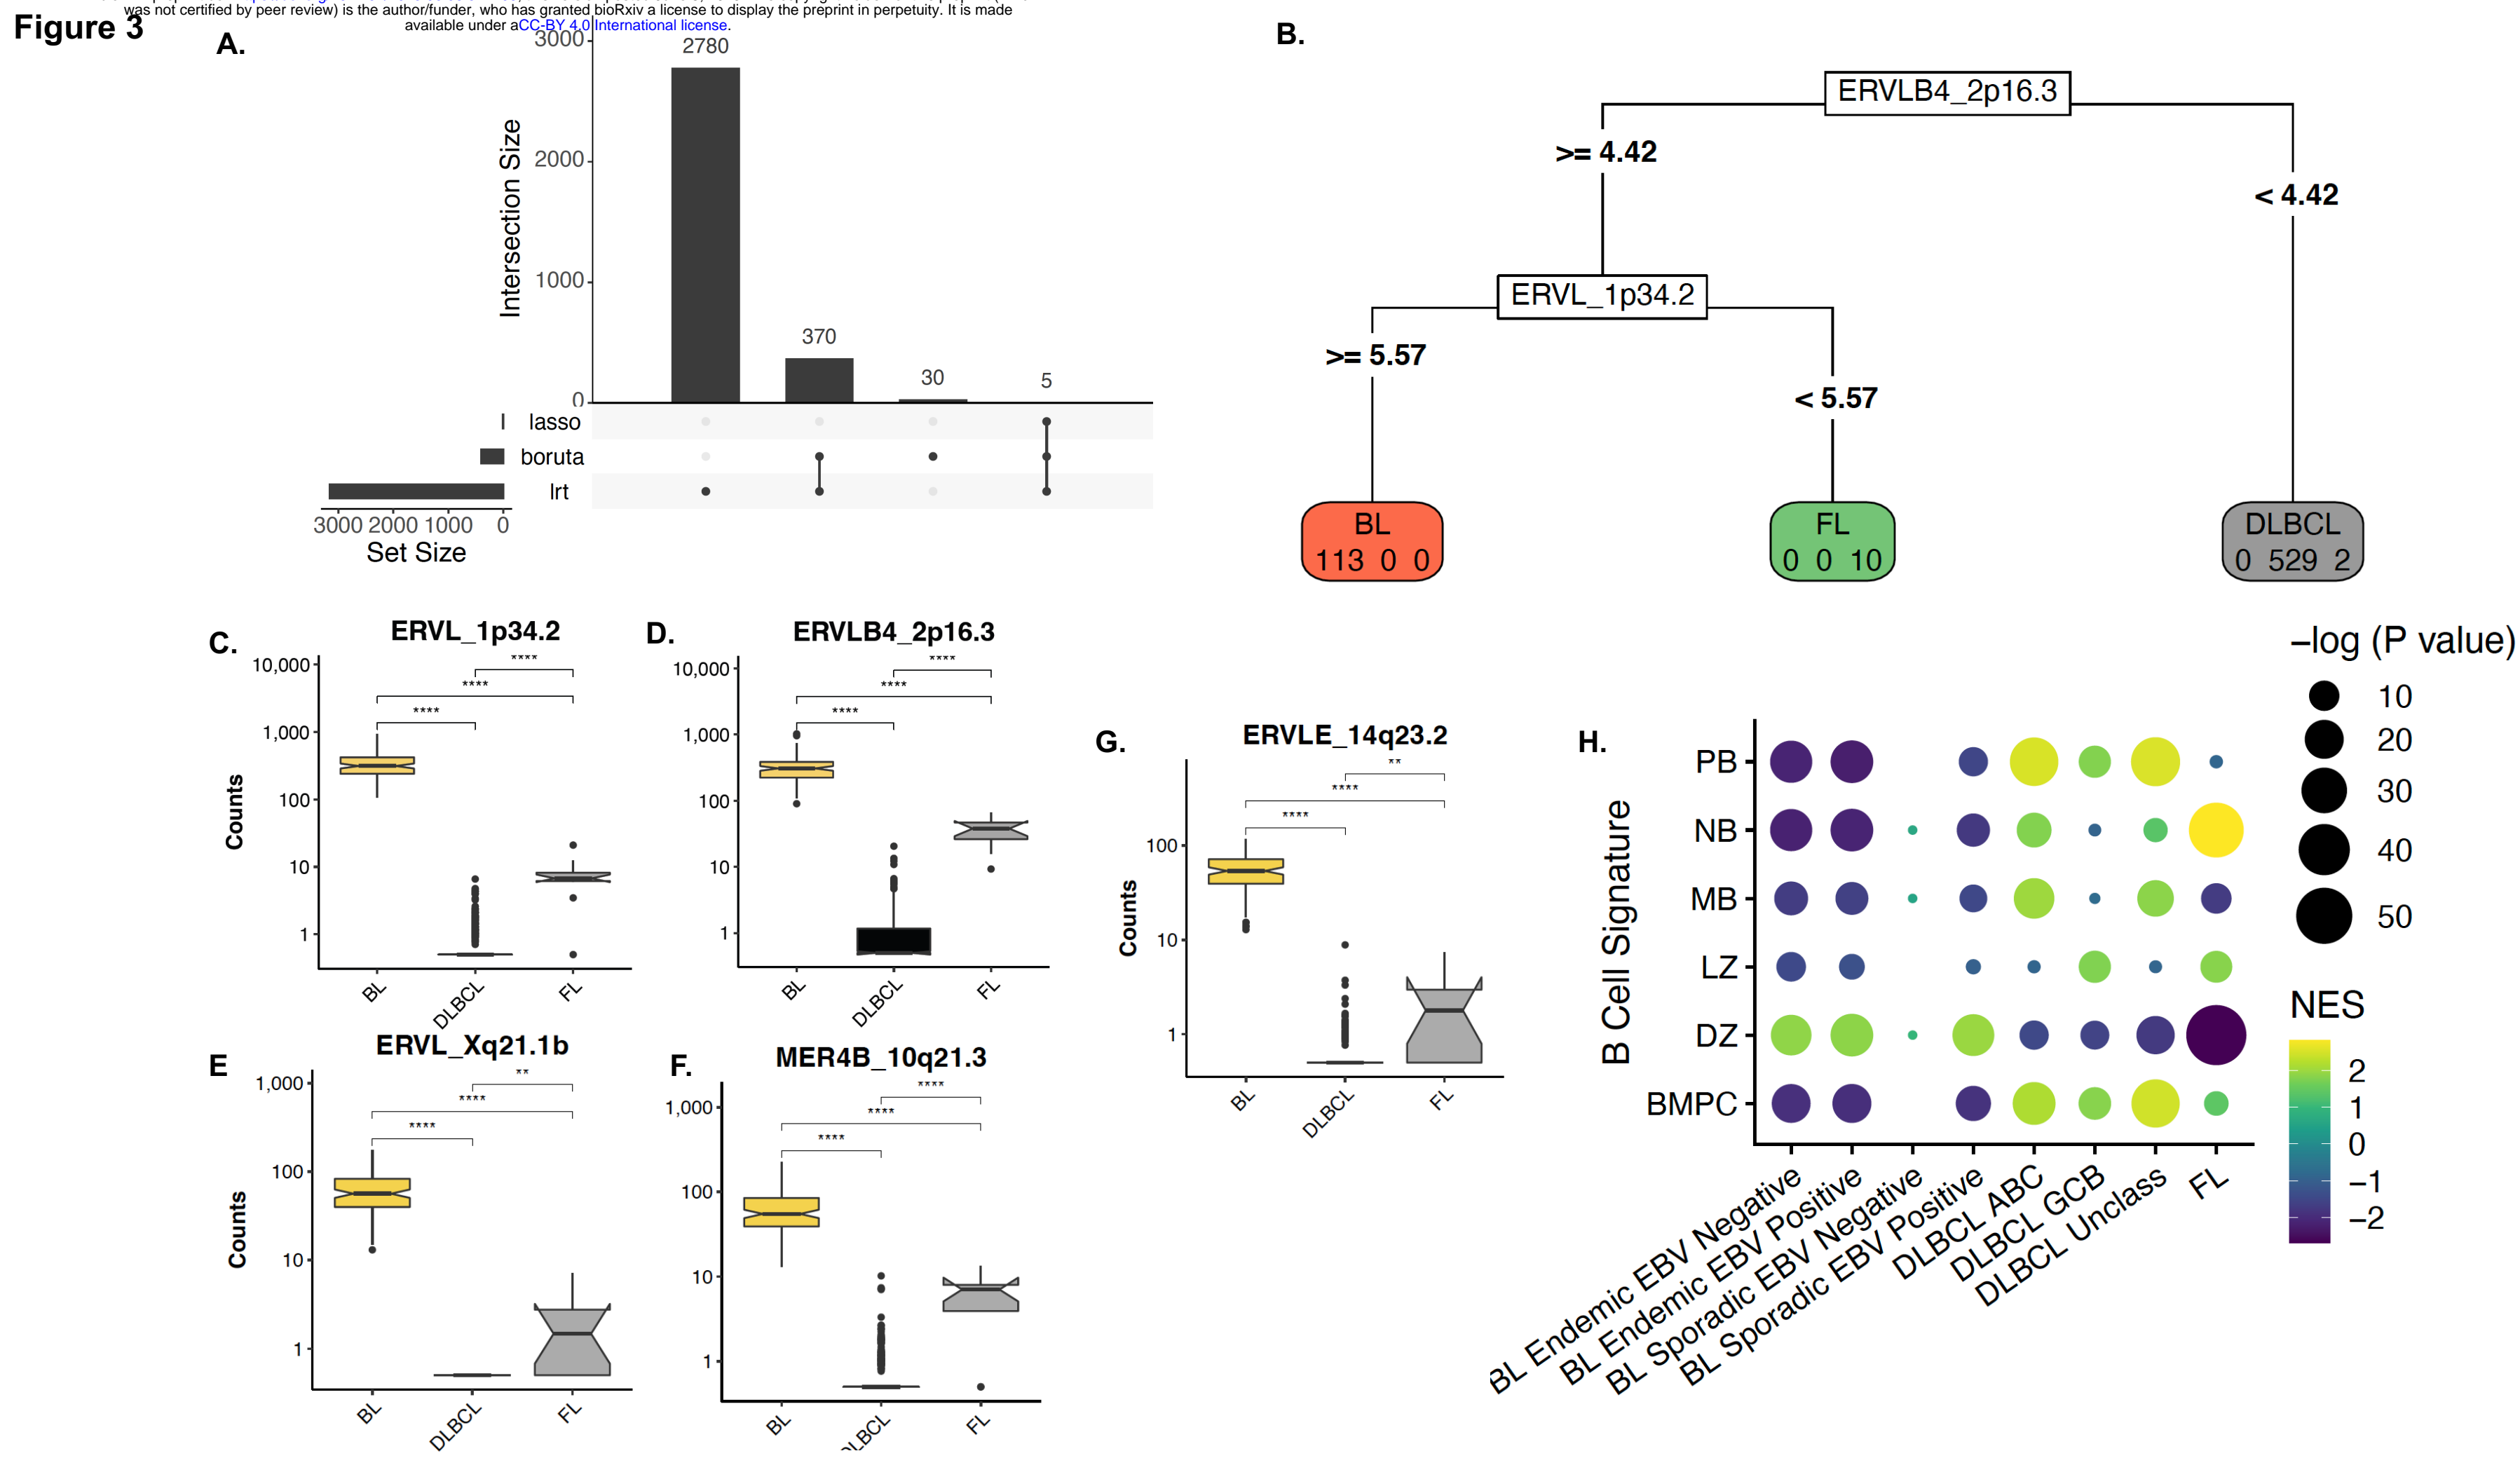 was not certified by peer review) is the author/funder, who has granted bioRxiv a license to display the preprint in perpetuity. It is made
available under aCC-BY 4.0 International license.
Figure 3
A.
Intersection Size
3000
2000
1000
0
2780
370
30
5
lasso
boruta
lrt
3000 2000 1000 0
Set Size
B.
ERVLB4_2p16.3
>= 4.42
< 4.42
ERVL_1p34.2
>= 5.57
< 5.57
BL
113 0 0
FL
0 0 10
DLBCL
0 529 2
C.
ERVL_1p34.2
Counts
10,000
1,000
100
10
1
****
****
****
BL
DLBCL
FL
D.
ERVLB4_2p16.3
10,000
1,000
100
10
1
****
****
****
BL
DLBCL
FL
E
ERVL_Xq21.1b
Counts
1,000
100
10
1
**
****
****
BL
DLBCL
FL
F.
MER4B_10q21.3
1,000
100
10
1
****
****
****
BL
DLBCL
FL
G.
ERVLE_14q23.2
Counts
100
10
1
**
****
****
BL
DLBCL
FL
H.
B Cell Signature
PB
NB
MB
LZ
DZ
BMPC
BL Endemic EBV Negative
BL Endemic EBV Positive
BL Sporadic EBV Negative
BL Sporadic EBV Positive
DLBCL ABC
DLBCL GCB
DLBCL Unclass
FL
−log (P value)
10
20
30
40
50
NES
2
1
0
−1
−2